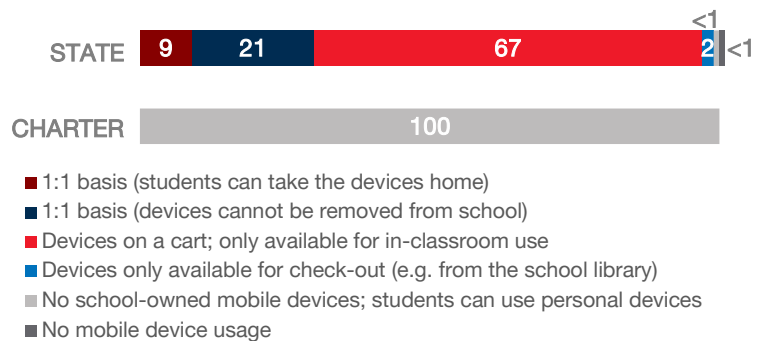 <1
STATE 9 21 67 2 <1
CHARTER 100
1:1 basis (students can take the devices home)
1:1 basis (devices cannot be removed from school)
Devices on a cart; only available for in-classroom use
Devices only available for check-out (e.g. from the school library)
No school-owned mobile devices; students can use personal devices
No mobile device usage